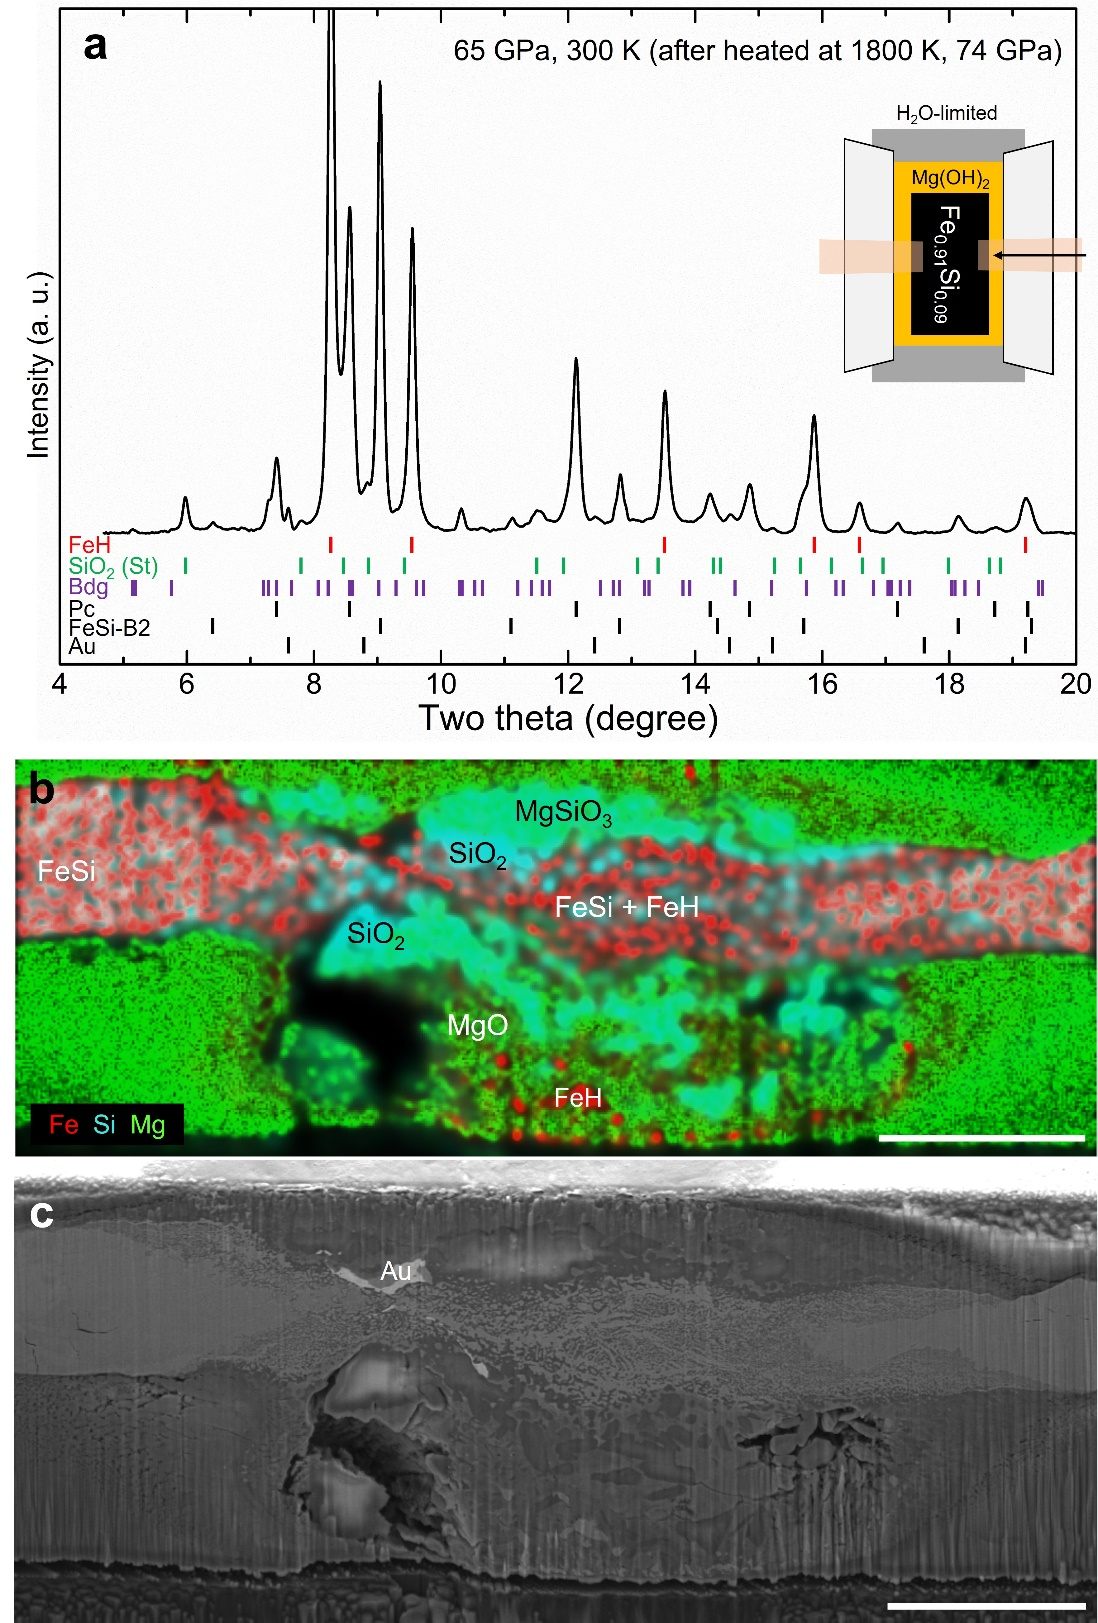 a
65 GPa, 300 K (after heated at 1800 K, 74 GPa)
H₂O-limited
Mg(OH)₂
Fe₀.₉₁Si₀.₀₉
Intensity (a. u.)
FeH
SiO₂ (St)
Bdg
Pc
FeSi-B2
Au
4 6 8 10 12 14 16 18 20
Two theta (degree)
b
MgSiO₃
SiO₂
FeSi
FeSi + FeH
SiO₂
MgO
FeH
Fe Si Mg
c
Au